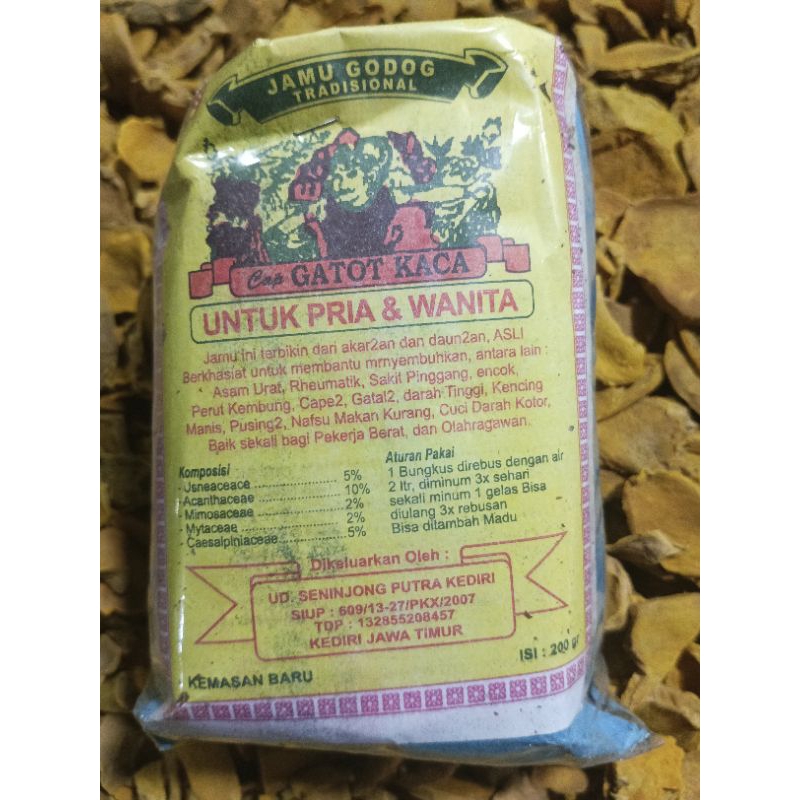 JAMU GODOG
TRADISIONAL
Cap GATOT KACA
UNTUK PRIA & WANITA
Jamu ini terbikin dari akar2an dan daun2an, ASLI
Berkhasiat untuk membantu mrnyembuhkan, antara lain :
Asam Urat, Rheumatik, Sakit Pinggang, encok,
Perut Kembung, Cape2, Gatal2, darah Tinggi, Kencing
Manis, Pusing2, Nafsu Makan Kurang, Cuci Darah Kotor,
Baik sekali bagi Pekerja Berat, dan Olahragawan.
Komposisi
- Usneaceace 5%
- Acanthaceae 10%
- Mimosaceae 2%
- Mytaceae 2%
- Caesalpiniaceae 5%
Aturan Pakai
1 Bungkus direbus dengan air
2 ltr, diminum 3x sehari
sekali minum 1 gelas Bisa
diulang 3x rebusan
Bisa ditambah Madu
Dikeluarkan Oleh :
UD. SENINJONG PUTRA KEDIRI
SIUP : 609/13-27/PKX/2007
TDP : 132855208457
KEDIRI JAWA TIMUR
KEMASAN BARU
ISI : 200 gr